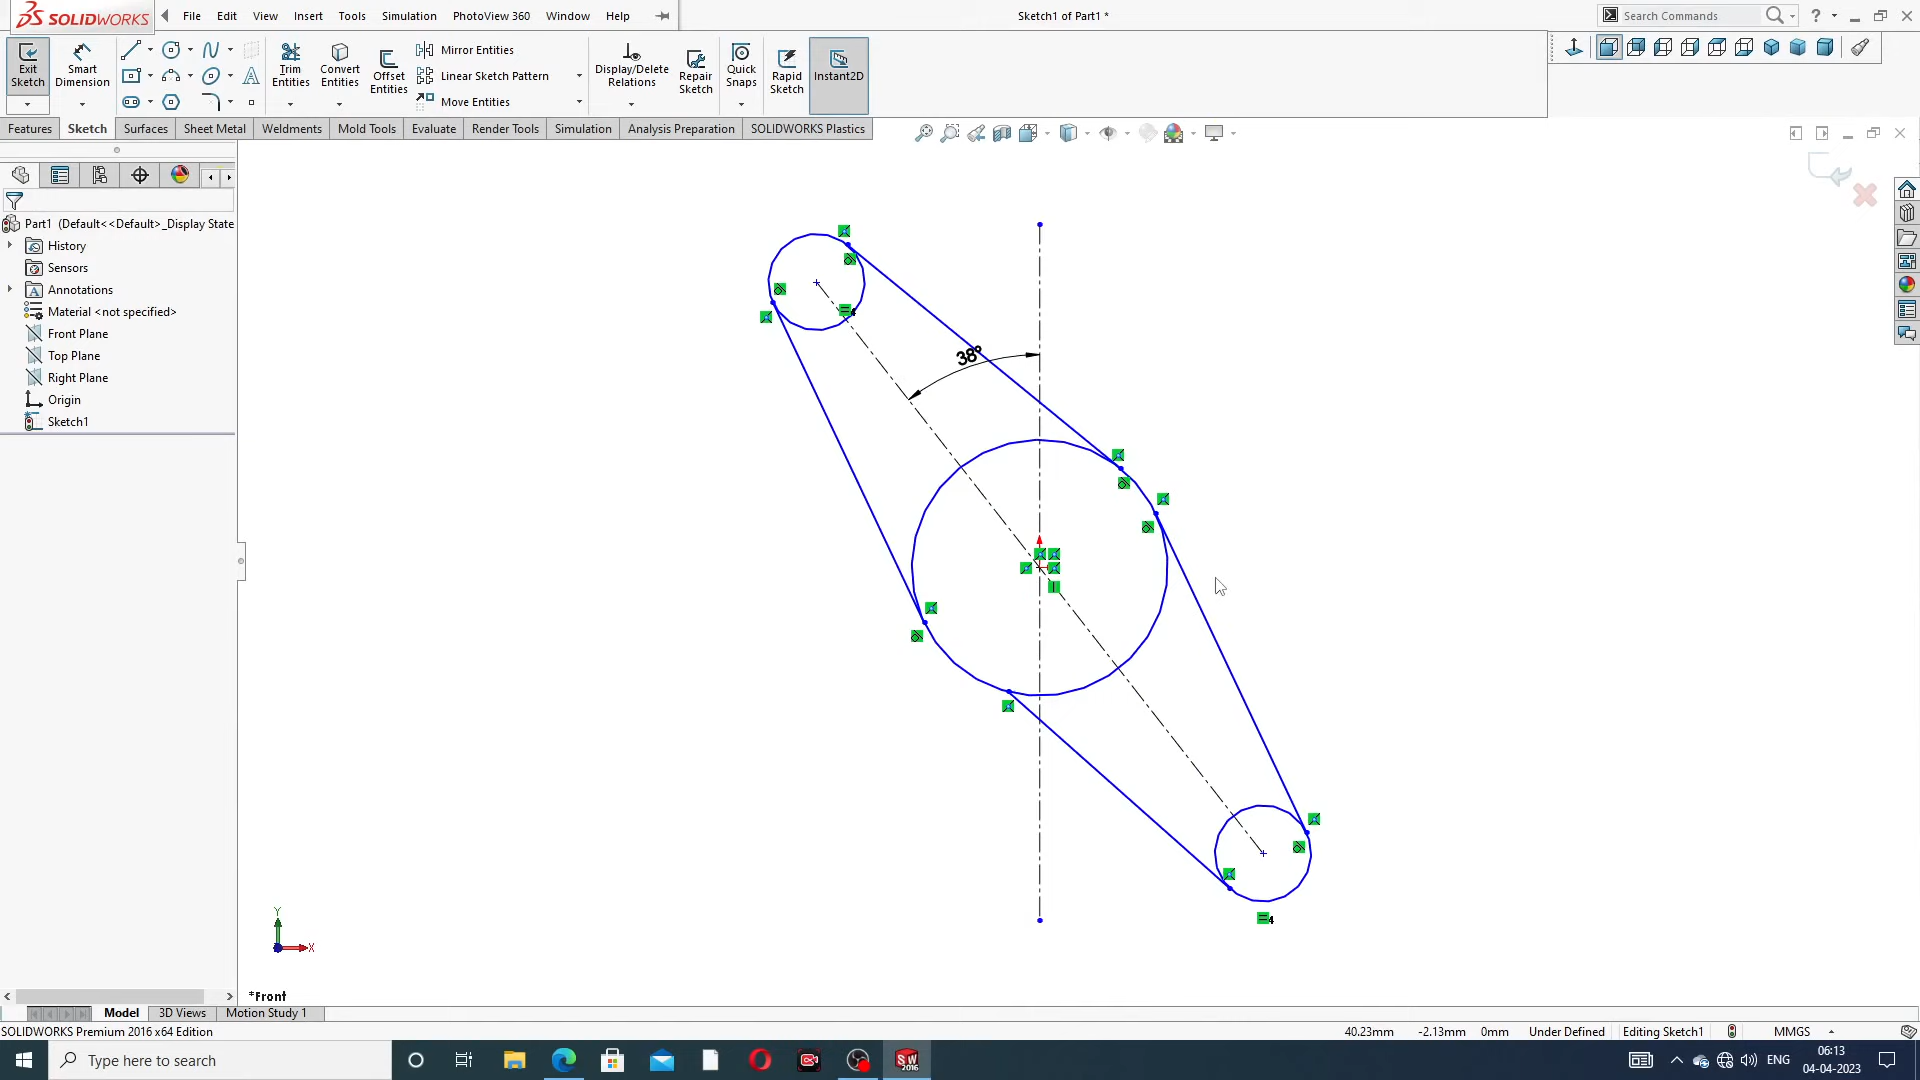 SOLIDWORKS File Edit View Insert Tools Simulation PhotoView 360 Window Help
Sketch1 of Part1 *
Search Commands
?
Exit Sketch
Smart Dimension
Trim Entities
Convert Entities
Offset Entities
Mirror Entities
Linear Sketch Pattern
Move Entities
Display/Delete Relations
Repair Sketch
Quick Snaps
Rapid Sketch
Instant2D
Features Sketch Surfaces Sheet Metal Weldments Mold Tools Evaluate Render Tools Simulation Analysis Preparation SOLIDWORKS Plastics
Part1 (Default<<Default>_Display State
History
Sensors
Annotations
Material <not specified>
Front Plane
Top Plane
Right Plane
Origin
Sketch1
38°
4
4
Y
X
*Front
Model 3D Views Motion Study 1
SOLIDWORKS Premium 2016 x64 Edition
40.23mm -2.13mm 0mm Under Defined Editing Sketch1 MMGS
Type here to search
SW 2016
ENG
06:13
04-04-2023